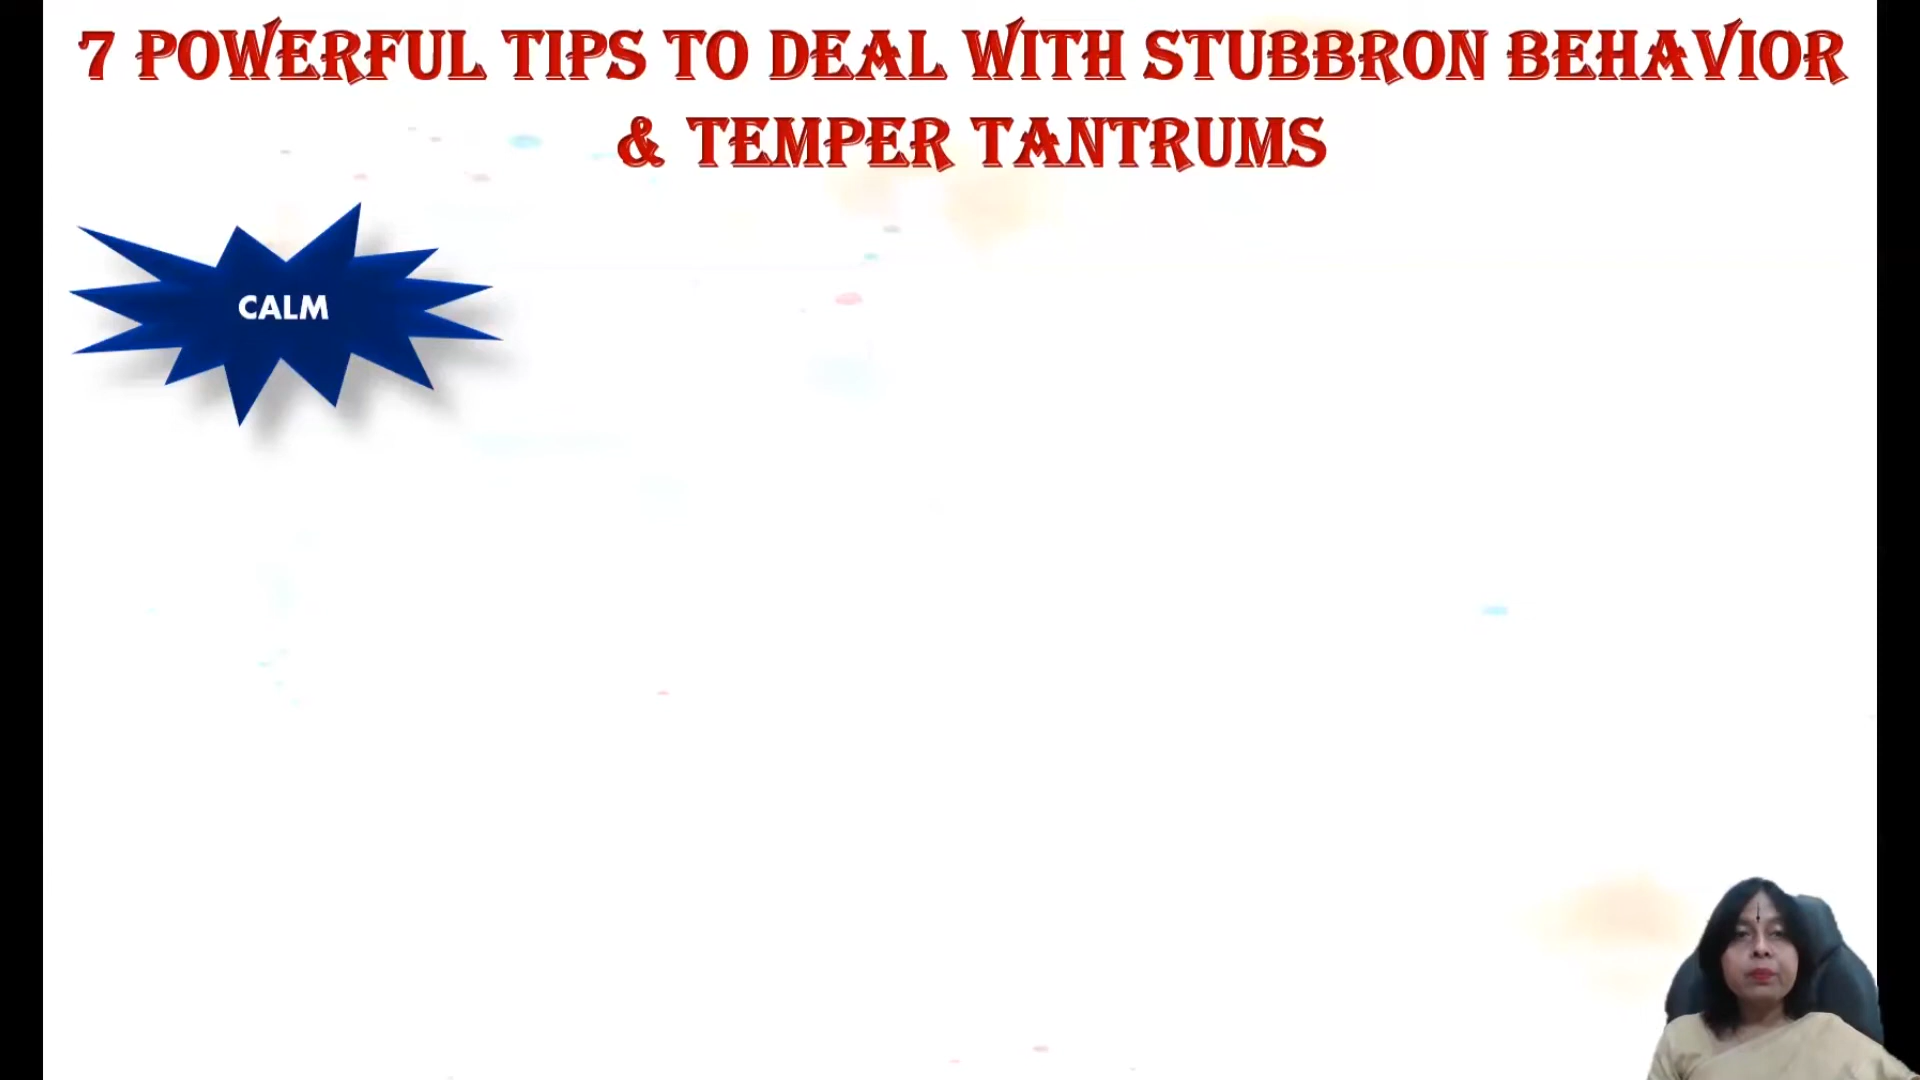 7 POWERFUL TIPS TO DEAL WITH STUBBRON BEHAVIOR
& TEMPER TANTRUMS
CALM